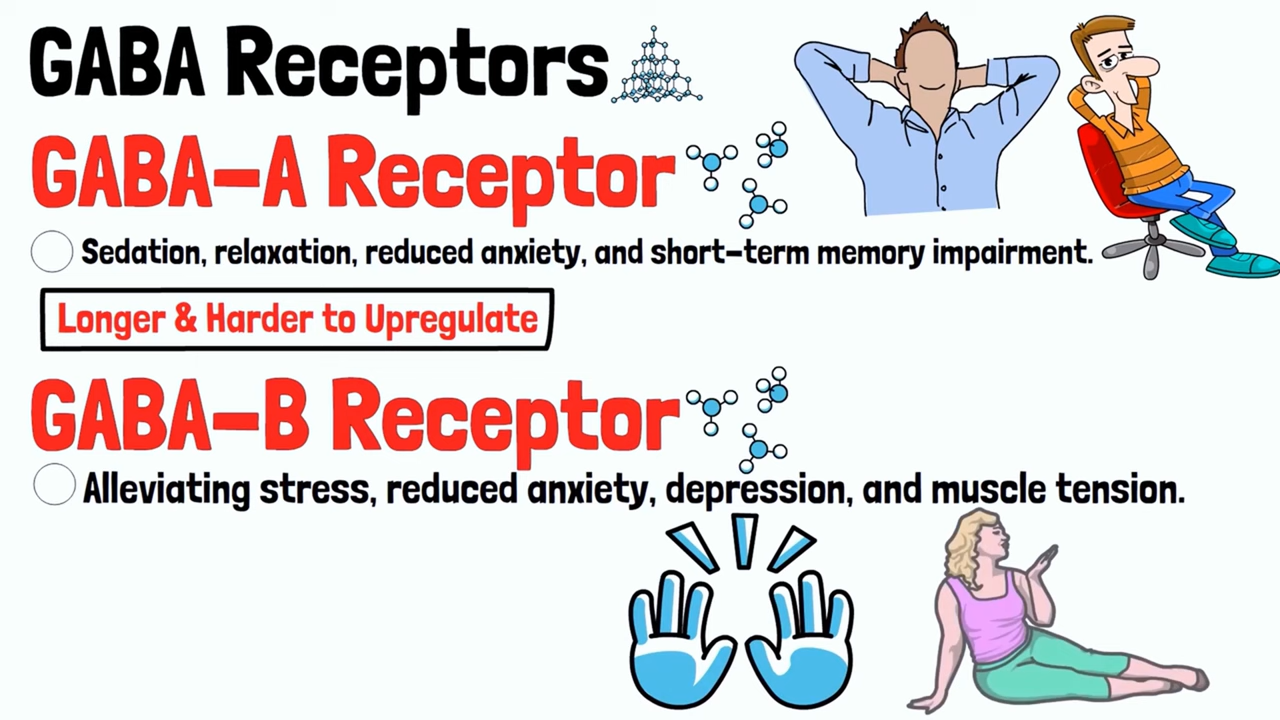 GABA Receptors
GABA-A Receptor
Sedation, relaxation, reduced anxiety, and short-term memory impairment.
Longer & Harder to Upregulate
GABA-B Receptor
Alleviating stress, reduced anxiety, depression, and muscle tension.